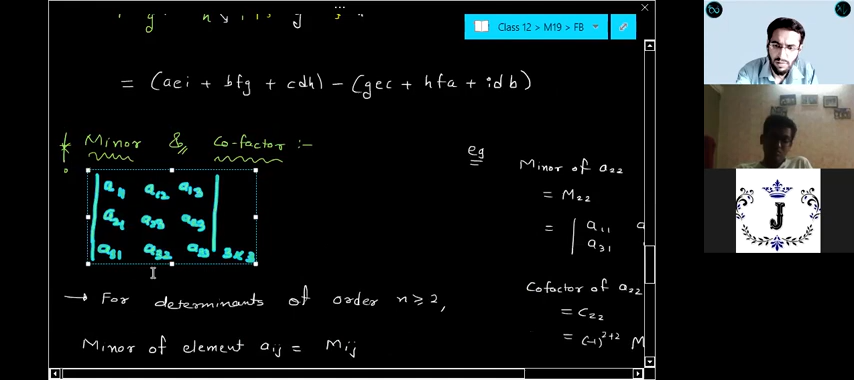 Class 12 > M19 > FB
= (aei + bfg + cdh) - (gec + hfa + idb)
* Minor & Co-factor :-
a11 a12 a13
a21 a22 a23
a31 a32 a33 3x3
→ For determinants of order n ≥ 2,
Minor of element aij = Mij
eg
Minor of a22
= M22
= | a11 a
a31
Cofactor of a22
= C22
= (-1)^2+2 M
J